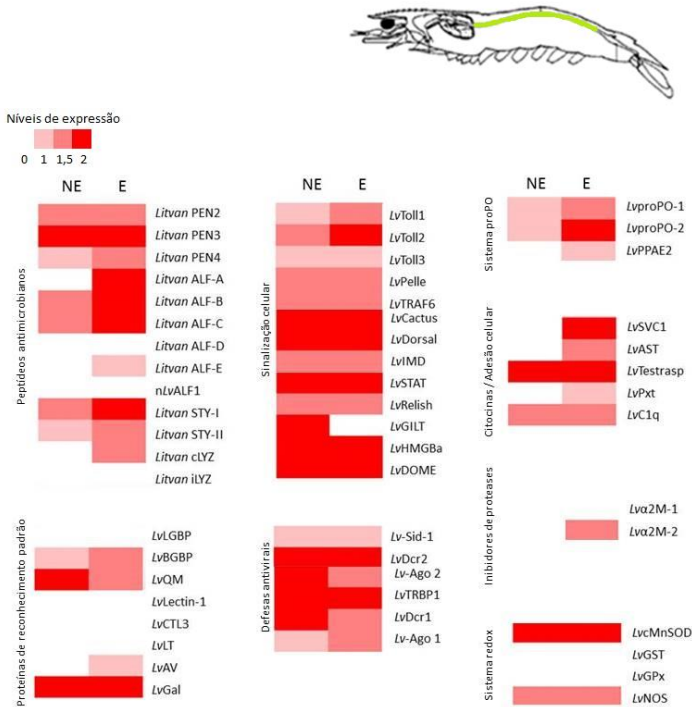 Níveis de expressão
0 1 1,5 2
NE E
Peptídeos antimicrobianos
Litvan PEN2
Litvan PEN3
Litvan PEN4
Litvan ALF-A
Litvan ALF-B
Litvan ALF-C
Litvan ALF-D
Litvan ALF-E
nLvALF1
Litvan STY-I
Litvan STY-II
Litvan cLYZ
Litvan iLYZ
Proteínas de reconhecimento padrão
LvLGBP
LvBGBP
LvQM
LvLectin-1
LvCTL3
LvLT
LvAV
LvGal
NE E
Sinalização celular
LvToll1
LvToll2
LvToll3
LvPelle
LvTRAF6
LvCactus
LvDorsal
LvIMD
LvSTAT
LvRelish
LvGILT
LvHMGBa
LvDOME
Defesas antivirais
Lv-Sid-1
LvDcr2
Lv-Ago 2
LvTRBP1
LvDcr1
Lv-Ago 1
NE E
Sistema proPO
LvproPO-1
LvproPO-2
LvPPAE2
Citocinas / Adesão celular
LvSVC1
LvAST
LvTestrasp
LvPxt
LvC1q
Inibidores de proteases
Lvα2M-1
Lvα2M-2
Sistema redox
LvcMnSOD
LvGST
LvGPx
LvNOS